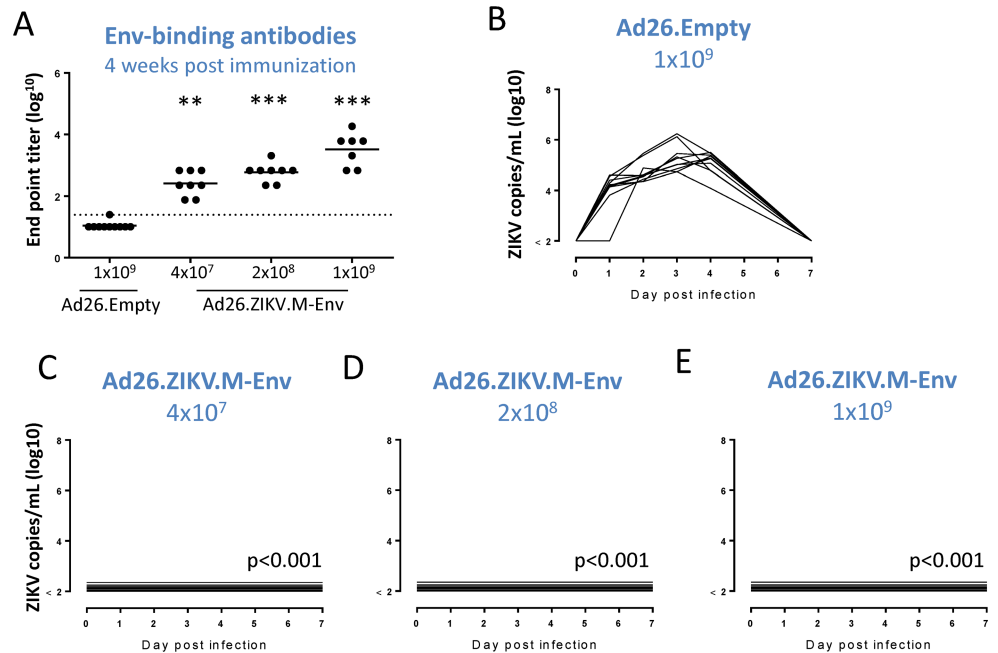 A
Env-binding antibodies
4 weeks post immunization
End point titer (log¹⁰)
6
4
2
0
** *** ***
1x10⁹ 4x10⁷ 2x10⁸ 1x10⁹
Ad26.Empty Ad26.ZIKV.M-Env
B
Ad26.Empty
1x10⁹
ZIKV copies/mL (log10)
8
6
4
< 2
0 1 2 3 4 5 6 7
Day post infection
C
Ad26.ZIKV.M-Env
4x10⁷
ZIKV copies/mL (log10)
8
6
4
< 2
p<0.001
0 1 2 3 4 5 6 7
Day post infection
D
Ad26.ZIKV.M-Env
2x10⁸
8
6
4
< 2
p<0.001
0 1 2 3 4 5 6 7
Day post infection
E
Ad26.ZIKV.M-Env
1x10⁹
8
6
4
< 2
p<0.001
0 1 2 3 4 5 6 7
Day post infection